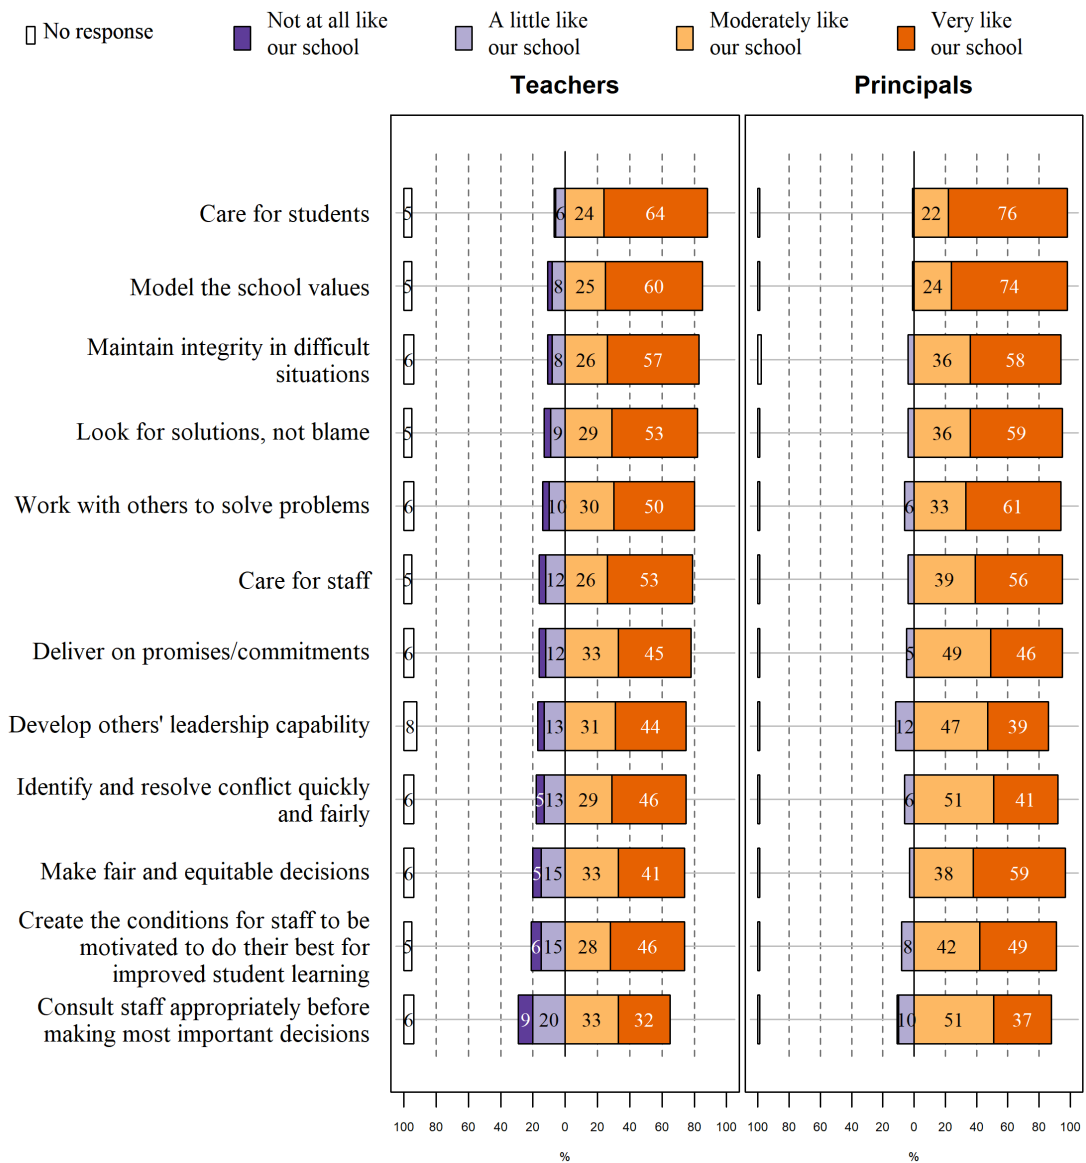 No response
Not at all like
our school
A little like
our school
Moderately like
our school
Very like
our school
Teachers
Principals
Care for students
5 6 24 64
22 76
Model the school values
5 8 25 60
24 74
Maintain integrity in difficult
situations
6 8 26 57
36 58
Look for solutions, not blame
5 9 29 53
36 59
Work with others to solve problems
6 10 30 50
6 33 61
Care for staff
5 12 26 53
39 56
Deliver on promises/commitments
6 12 33 45
5 49 46
Develop others' leadership capability
8 13 31 44
12 47 39
Identify and resolve conflict quickly
and fairly
6 5 13 29 46
6 51 41
Make fair and equitable decisions
6 5 15 33 41
38 59
Create the conditions for staff to be
motivated to do their best for
improved student learning
5 6 15 28 46
8 42 49
Consult staff appropriately before
making most important decisions
6 9 20 33 32
10 51 37
100 80 60 40 20 0 20 40 60 80 100
%
100 80 60 40 20 0 20 40 60 80 100
%